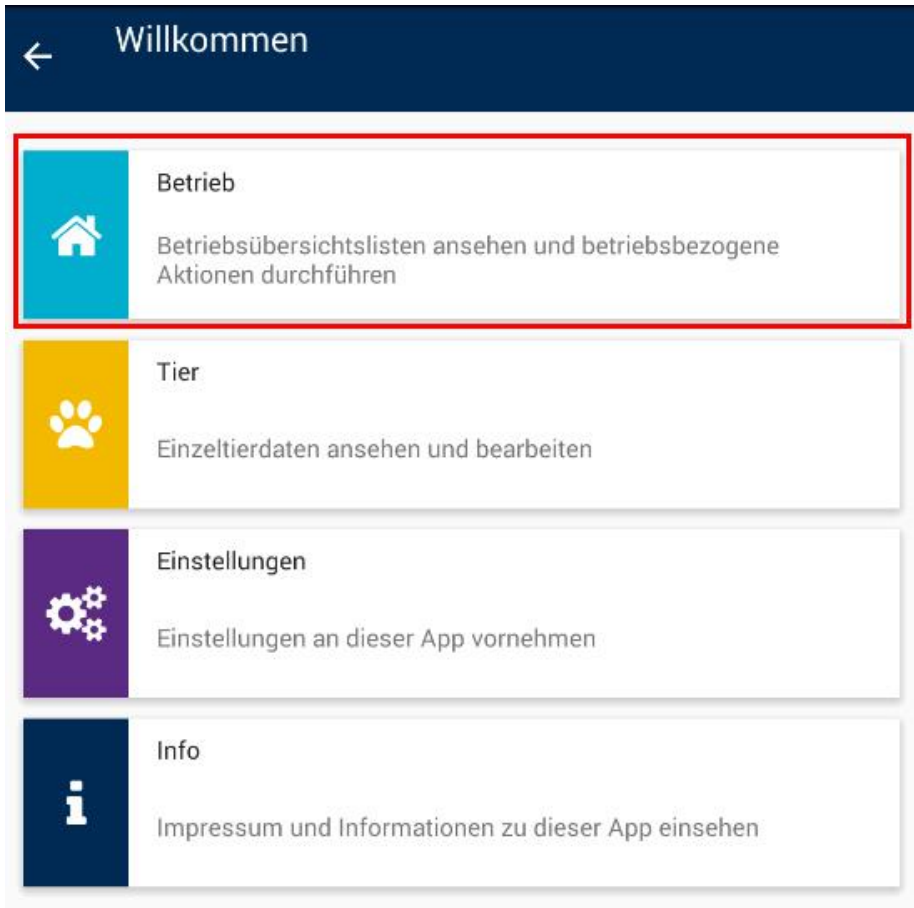 Willkommen
Betrieb
Betriebsübersichtslisten ansehen und betriebsbezogene
Aktionen durchführen
Tier
Einzeltierdaten ansehen und bearbeiten
Einstellungen
Einstellungen an dieser App vornehmen
Info
Impressum und Informationen zu dieser App einsehen